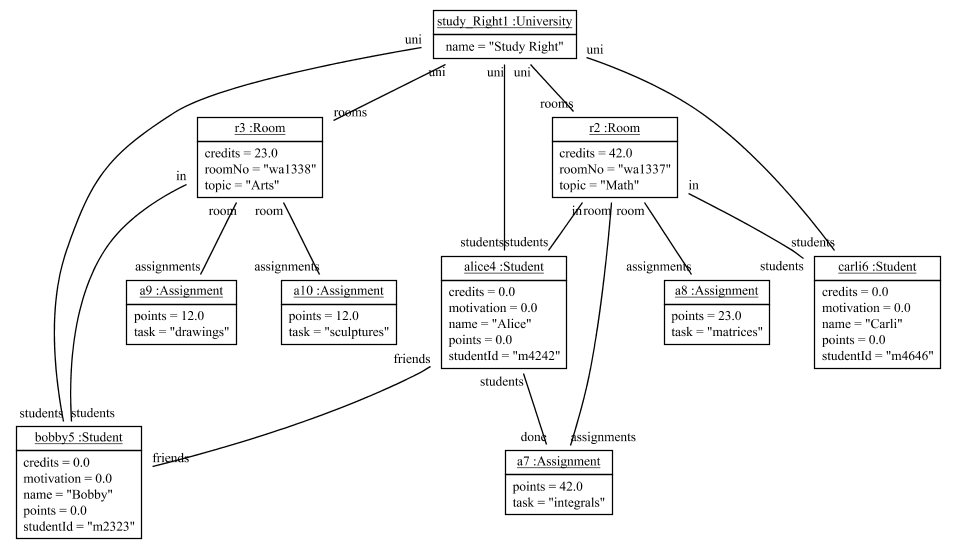 study_Right1 :University
name = "Study Right"
uni
uni
uni
uni
uni
rooms
rooms
r3 :Room
credits = 23.0
roomNo = "wa1338"
topic = "Arts"
r2 :Room
credits = 42.0
roomNo = "wa1337"
topic = "Math"
in
in
room
room
in
room
room
students
students
students
students
assignments
assignments
assignments
a9 :Assignment
points = 12.0
task = "drawings"
a10 :Assignment
points = 12.0
task = "sculptures"
alice4 :Student
credits = 0.0
motivation = 0.0
name = "Alice"
points = 0.0
studentId = "m4242"
a8 :Assignment
points = 23.0
task = "matrices"
carli6 :Student
credits = 0.0
motivation = 0.0
name = "Carli"
points = 0.0
studentId = "m4646"
friends
students
students
students
bobby5 :Student
credits = 0.0
motivation = 0.0
name = "Bobby"
points = 0.0
studentId = "m2323"
friends
done
assignments
a7 :Assignment
points = 42.0
task = "integrals"